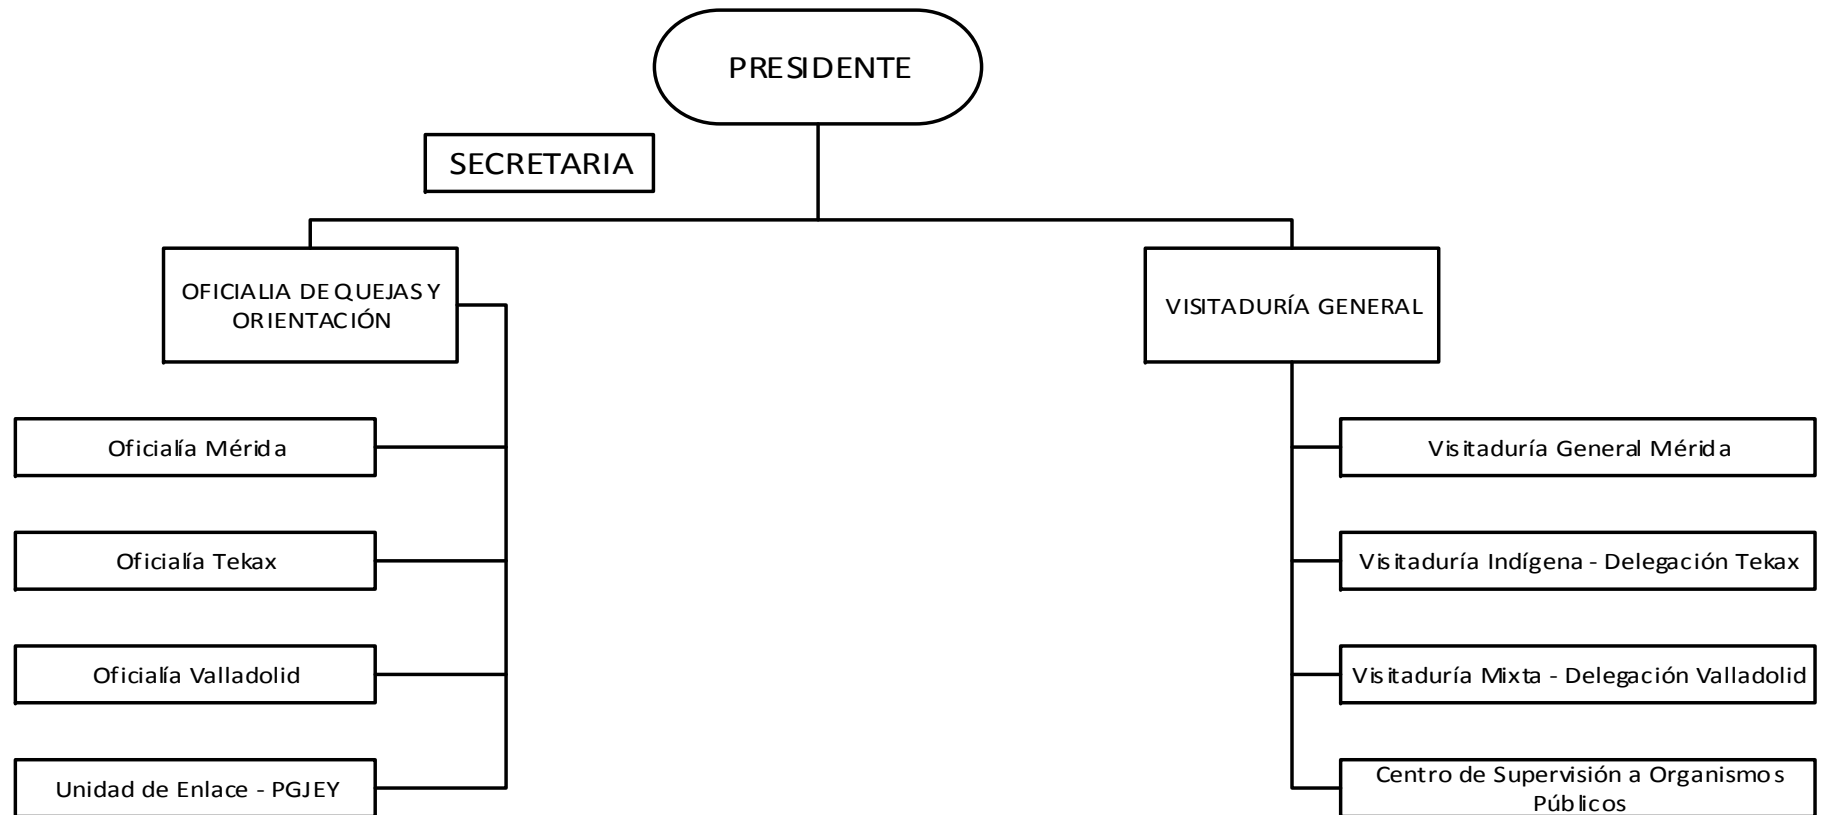 PRESIDENTE
SECRETARIA
OFICIALIA DE QUEJAS Y
ORIENTACIÓN
VISITADURÍA GENERAL
Oficialía Mérida
Visitaduría General Mérida
Oficialía Tekax
Visitaduría Indígena - Delegación Tekax
Oficialía Valladolid
Visitaduría Mixta - Delegación Valladolid
Unidad de Enlace - PGJEY
Centro de Supervisión a Organismos
Públicos